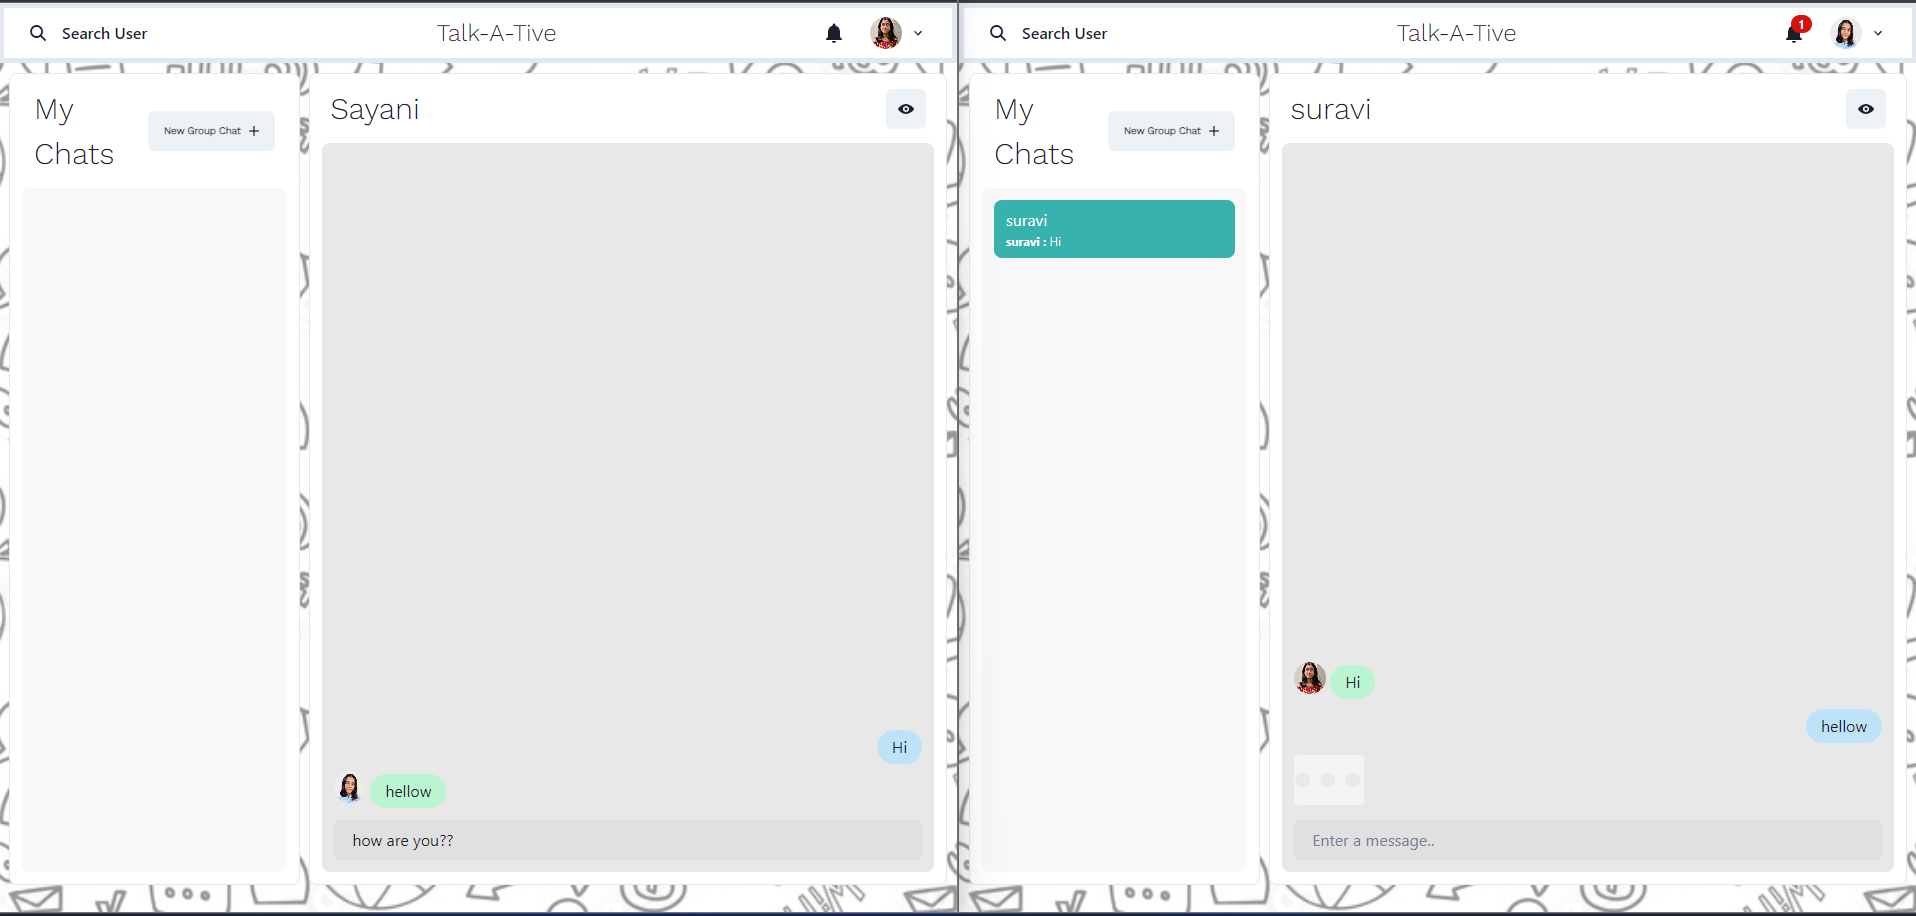 Search User
Talk-A-Tive
My
Chats
New Group Chat +
Sayani
Hi
hellow
how are you??
Search User
Talk-A-Tive
1
My
Chats
New Group Chat +
suravi
suravi : Hi
suravi
Hi
hellow
Enter a message..